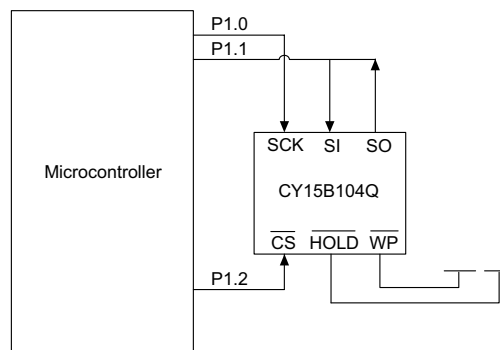 P1.0
P1.1
SCK SI SO
Microcontroller
CY15B104Q
CS HOLD WP
P1.2